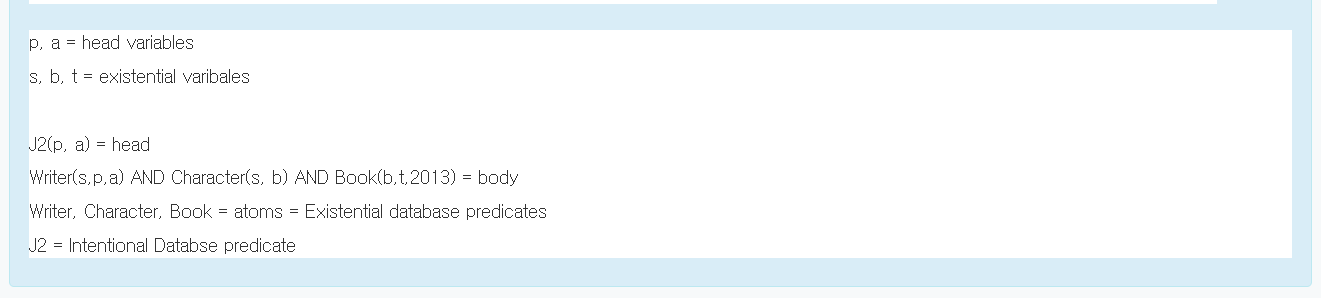 p, a = head variables
s, b, t = existential varibales
J2(p, a) = head
Writer(s,p,a) AND Character(s, b) AND Book(b,t,2013) = body
Writer, Character, Book = atoms = Existential database predicates
J2 = Intentional Databse predicate